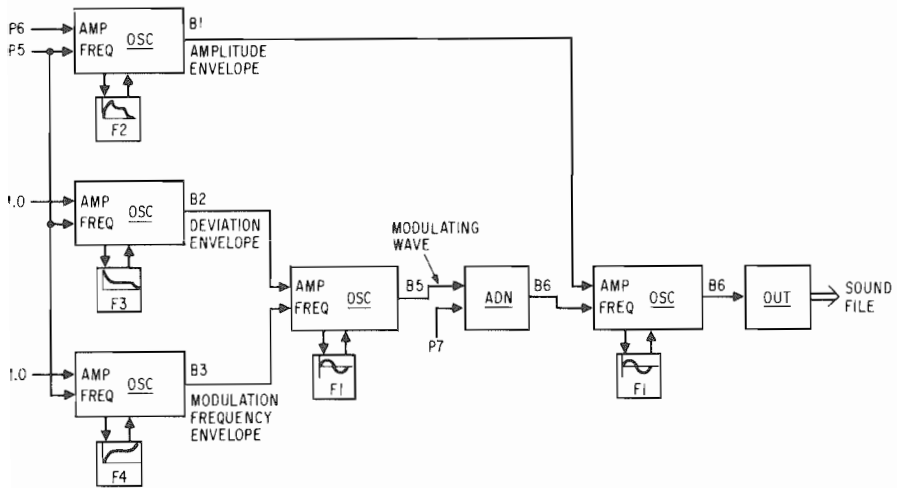 P6
AMP
OSC
B1
P5
FREQ
AMPLITUDE
ENVELOPE
F2
1.0
AMP
OSC
B2
FREQ
DEVIATION
ENVELOPE
F3
1.0
AMP
OSC
B3
FREQ
MODULATION
FREQUENCY
ENVELOPE
F4
AMP
OSC
B5
FREQ
F1
MODULATING
WAVE
P7
ADN
B6
AMP
OSC
B6
FREQ
F1
OUT
SOUND
FILE